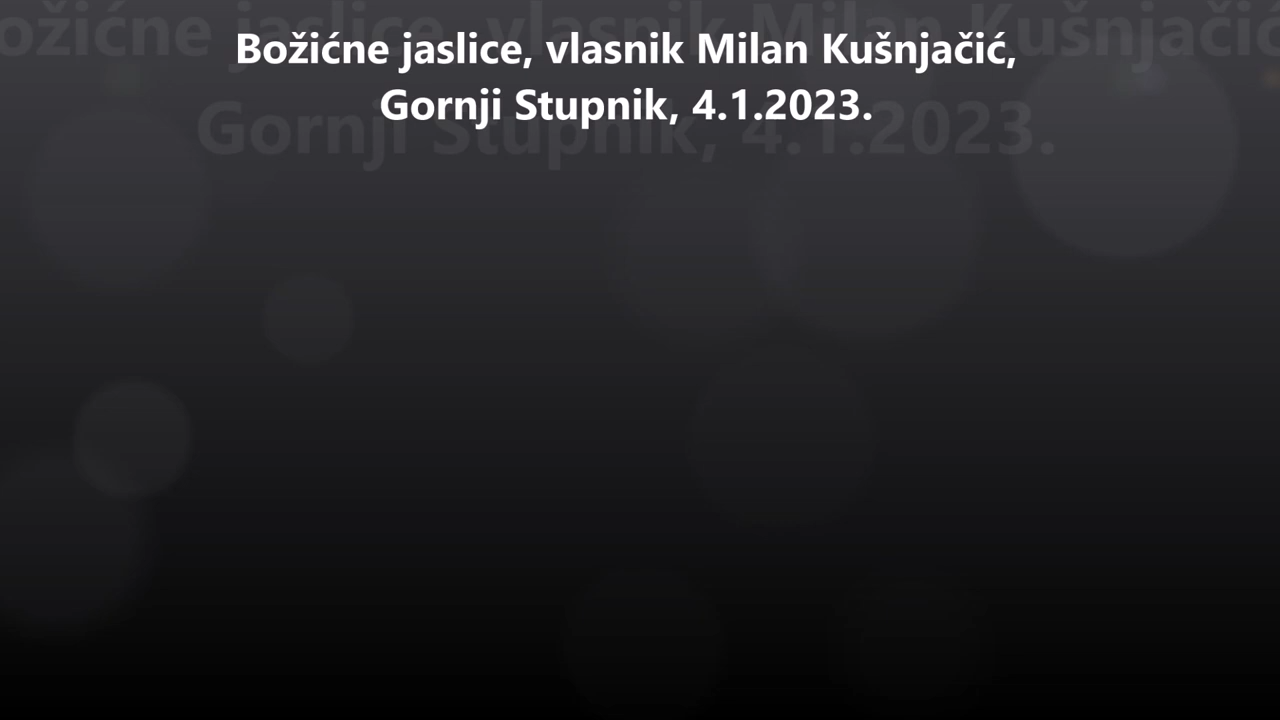 Božićne jaslice, vlasnik Milan Kušnjačić,
Gornji Stupnik, 4.1.2023.